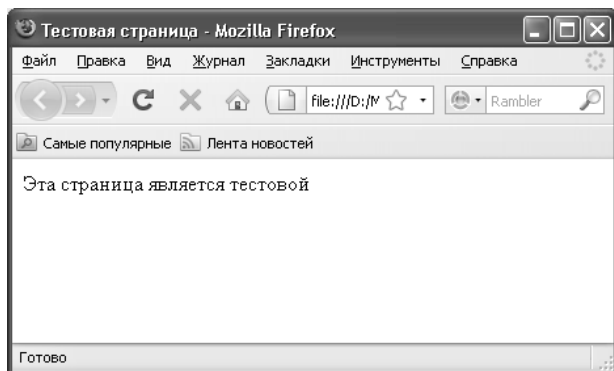 Тестовая страница - Mozilla Firefox
Файл Правка Вид Журнал Закладки Инструменты Справка
file:///D:/М Rambler
Самые популярные Лента новостей
Эта страница является тестовой
Готово